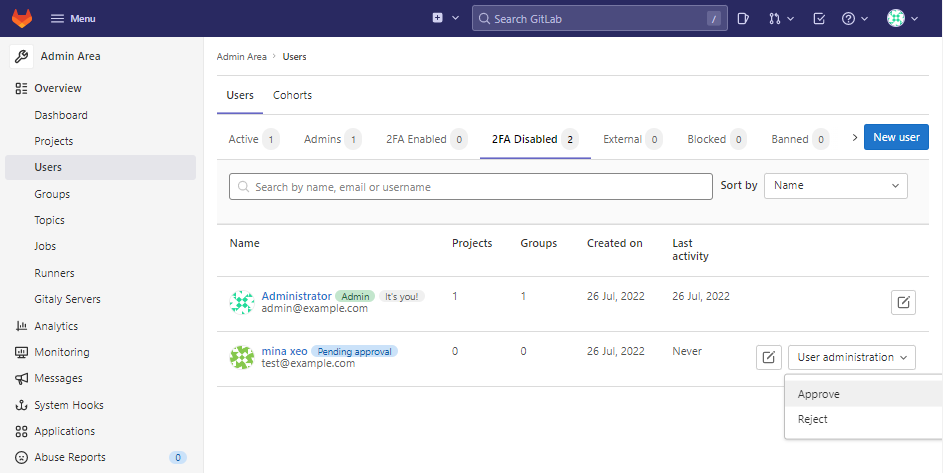 Menu
Search GitLab
/
Admin Area
Overview
Dashboard
Projects
Users
Groups
Topics
Jobs
Runners
Gitaly Servers
Analytics
Monitoring
Messages
System Hooks
Applications
Abuse Reports 0
Admin Area > Users
Users Cohorts
Active 1 Admins 1 2FA Enabled 0 2FA Disabled 2 External 0 Blocked 0 Banned 0 New user
Search by name, email or username Sort by Name
Name Projects Groups Created on Last
activity
Administrator Admin It's you! 1 1 26 Jul, 2022 26 Jul, 2022
admin@example.com
mina xeo Pending approval 0 0 26 Jul, 2022 Never User administration
test@example.com
Approve
Reject